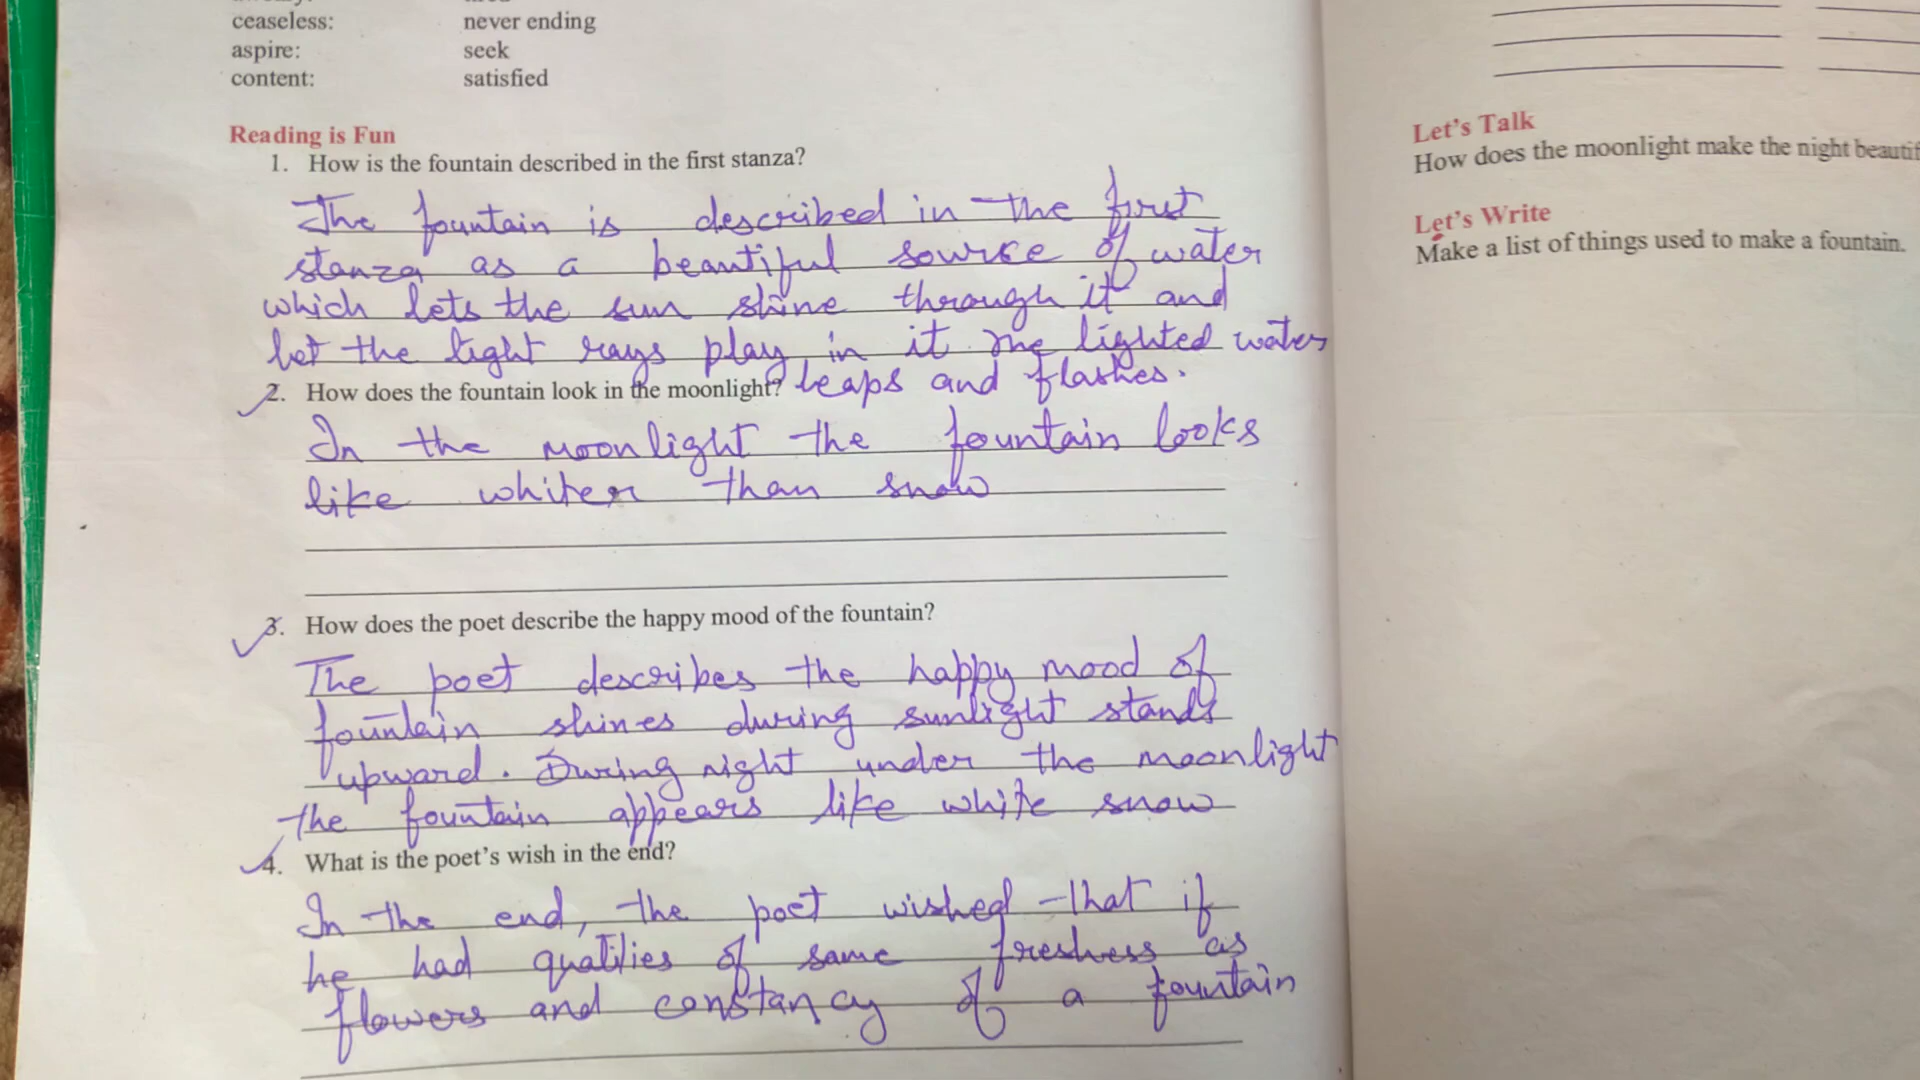 ceaseless: never ending
aspire: seek
content: satisfied
Reading is Fun
1. How is the fountain described in the first stanza?
The fountain is described in the first
stanza as a beautiful source of water
which lets the sun shine through it and
let the light rays play in it The lighted water
leaps and flashes.
2. How does the fountain look in the moonlight?
In the moonlight the fountain looks
like whiter than snow
3. How does the poet describe the happy mood of the fountain?
The poet describes the happy mood of
fountain shines during sunlight stands
upward. During night under the moonlight
the fountain appears like white snow
4. What is the poet's wish in the end?
In the end, the poet wished that if
he had qualities of same freshness as
flowers and constancy of a fountain
Let's Talk
How does the moonlight make the night
Let's Write
Make a list of things used to make a fountain.